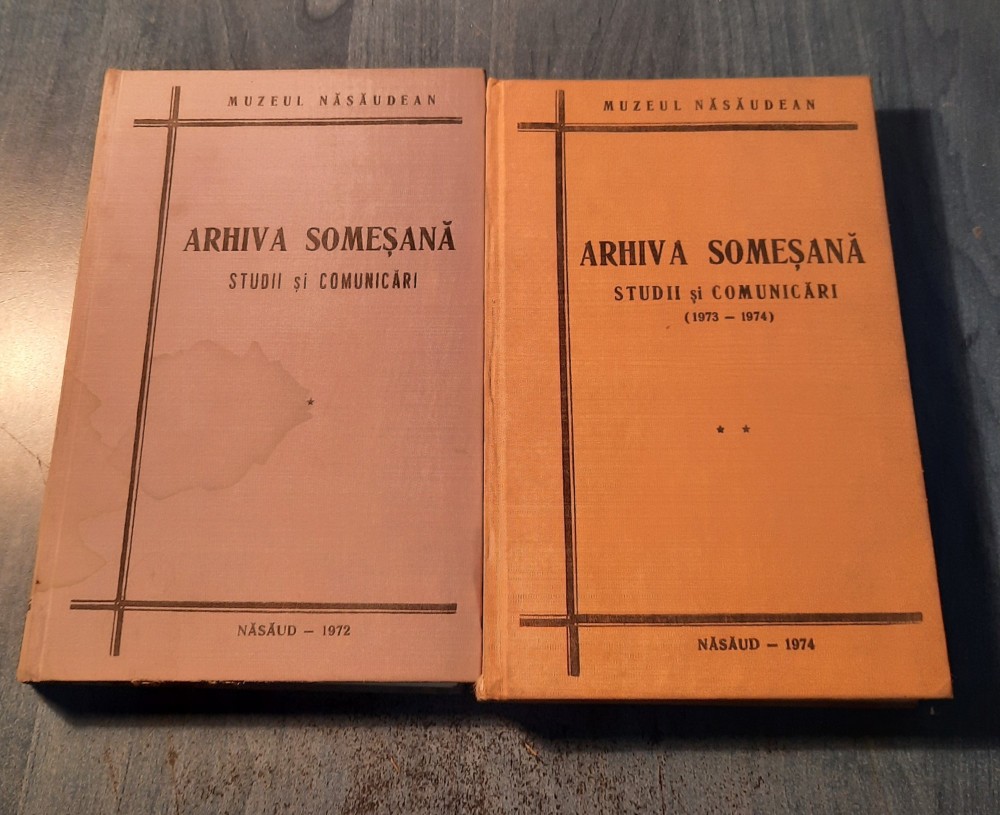 MUZEUL NĂSĂUDEAN
ARHIVA SOMEȘANĂ
STUDII și COMUNICĂRI
*
NĂSĂUD — 1972
MUZEUL NĂSĂUDEAN
ARHIVA SOMEȘANĂ
STUDII și COMUNICĂRI
(1973 — 1974)
* *
NĂSĂUD — 1974